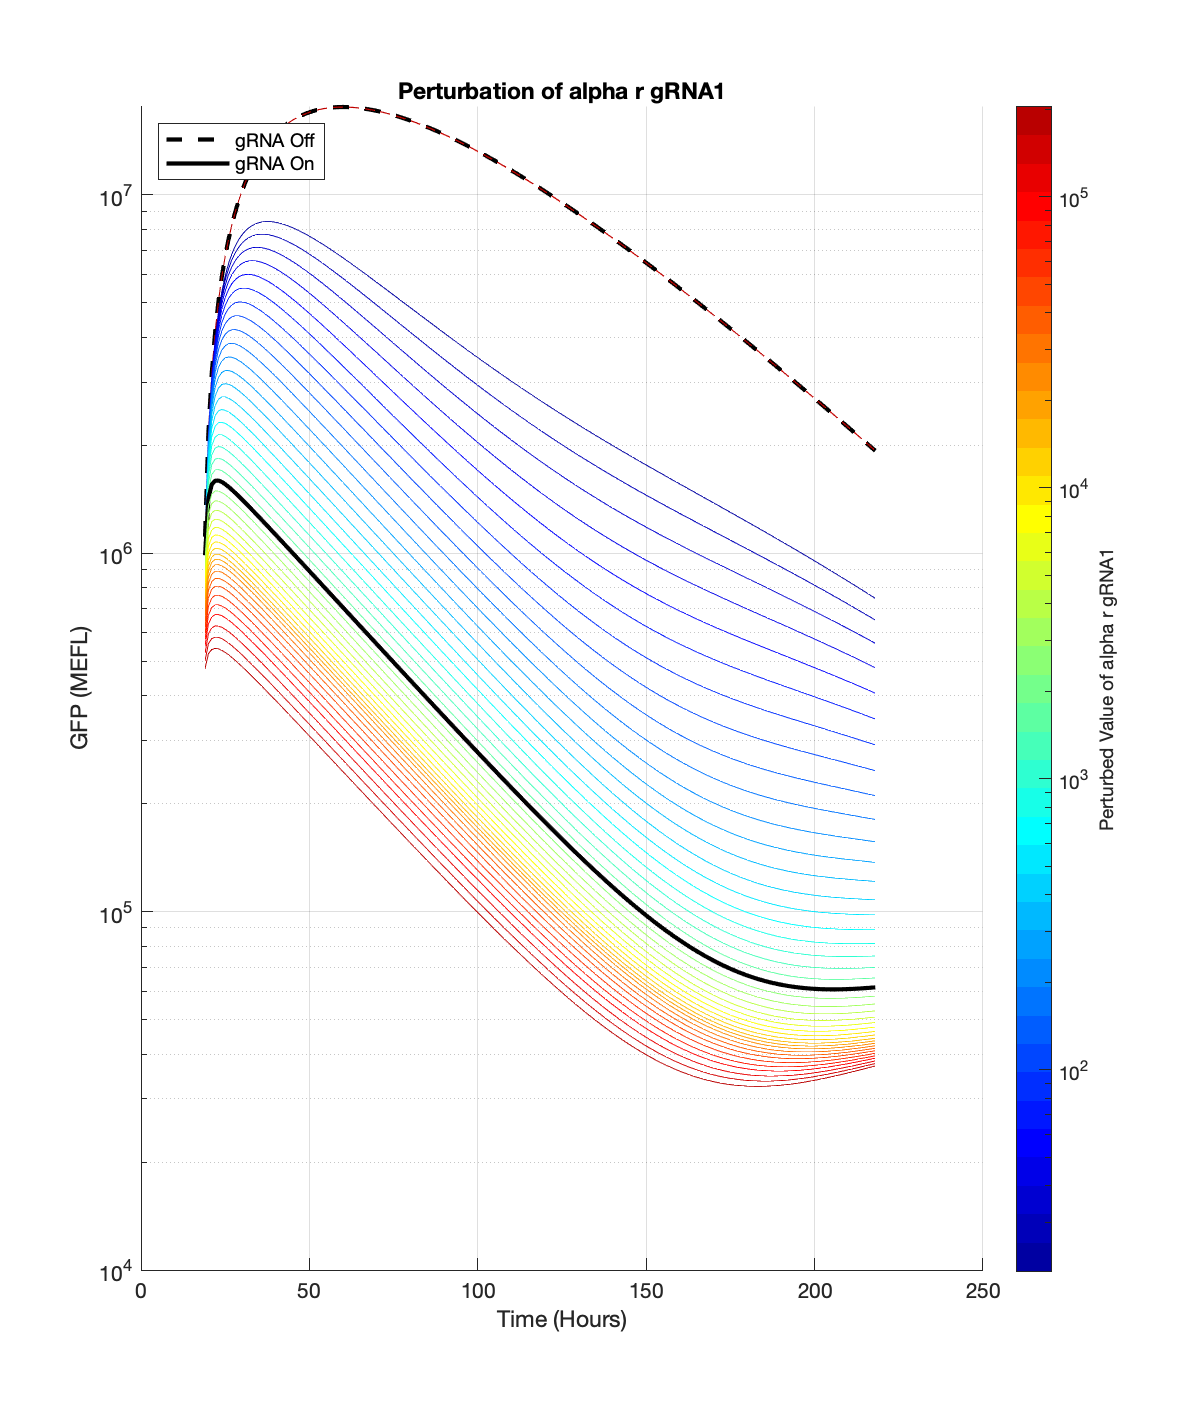 Perturbation of alpha r gRNA1
gRNA Off
gRNA On
GFP (MEFL)
10^7
10^6
10^5
10^4
0 50 100 150 200 250
Time (Hours)
10^5
10^4
10^3
10^2
Perturbed Value of alpha r gRNA1